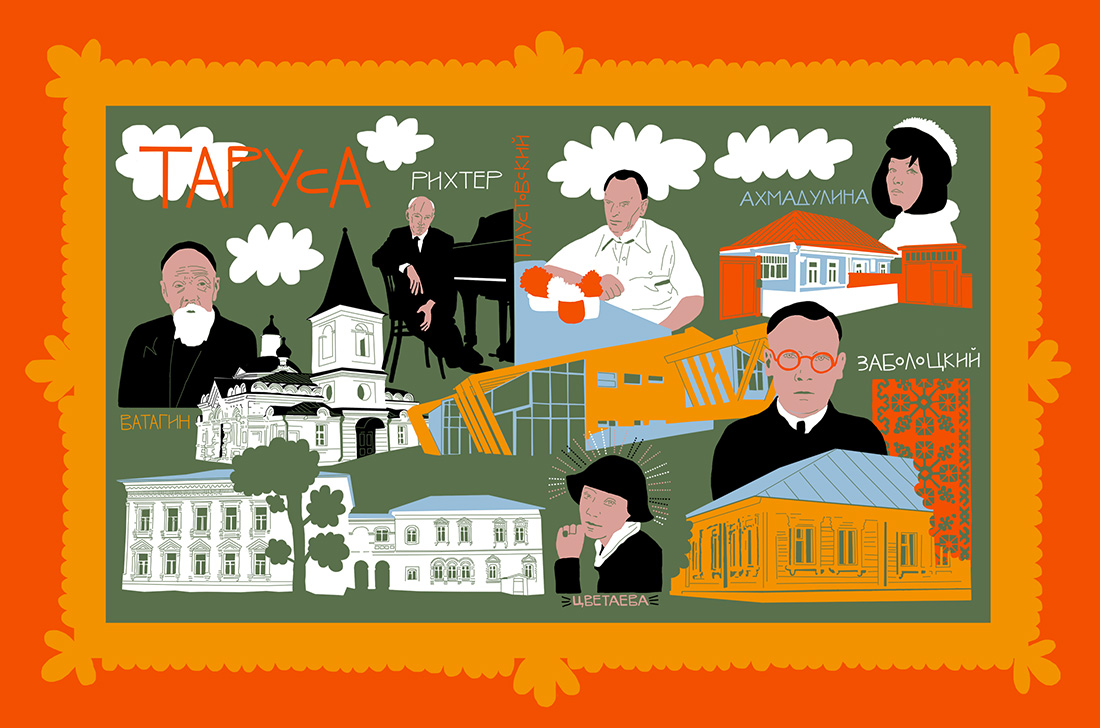 ТАРУСА
РИХТЕР
ПАУСТОВСКИЙ
АХМАДУЛИНА
ЗАБОЛОЦКИЙ
ВАТАГИН
ЦВЕТАЕВА